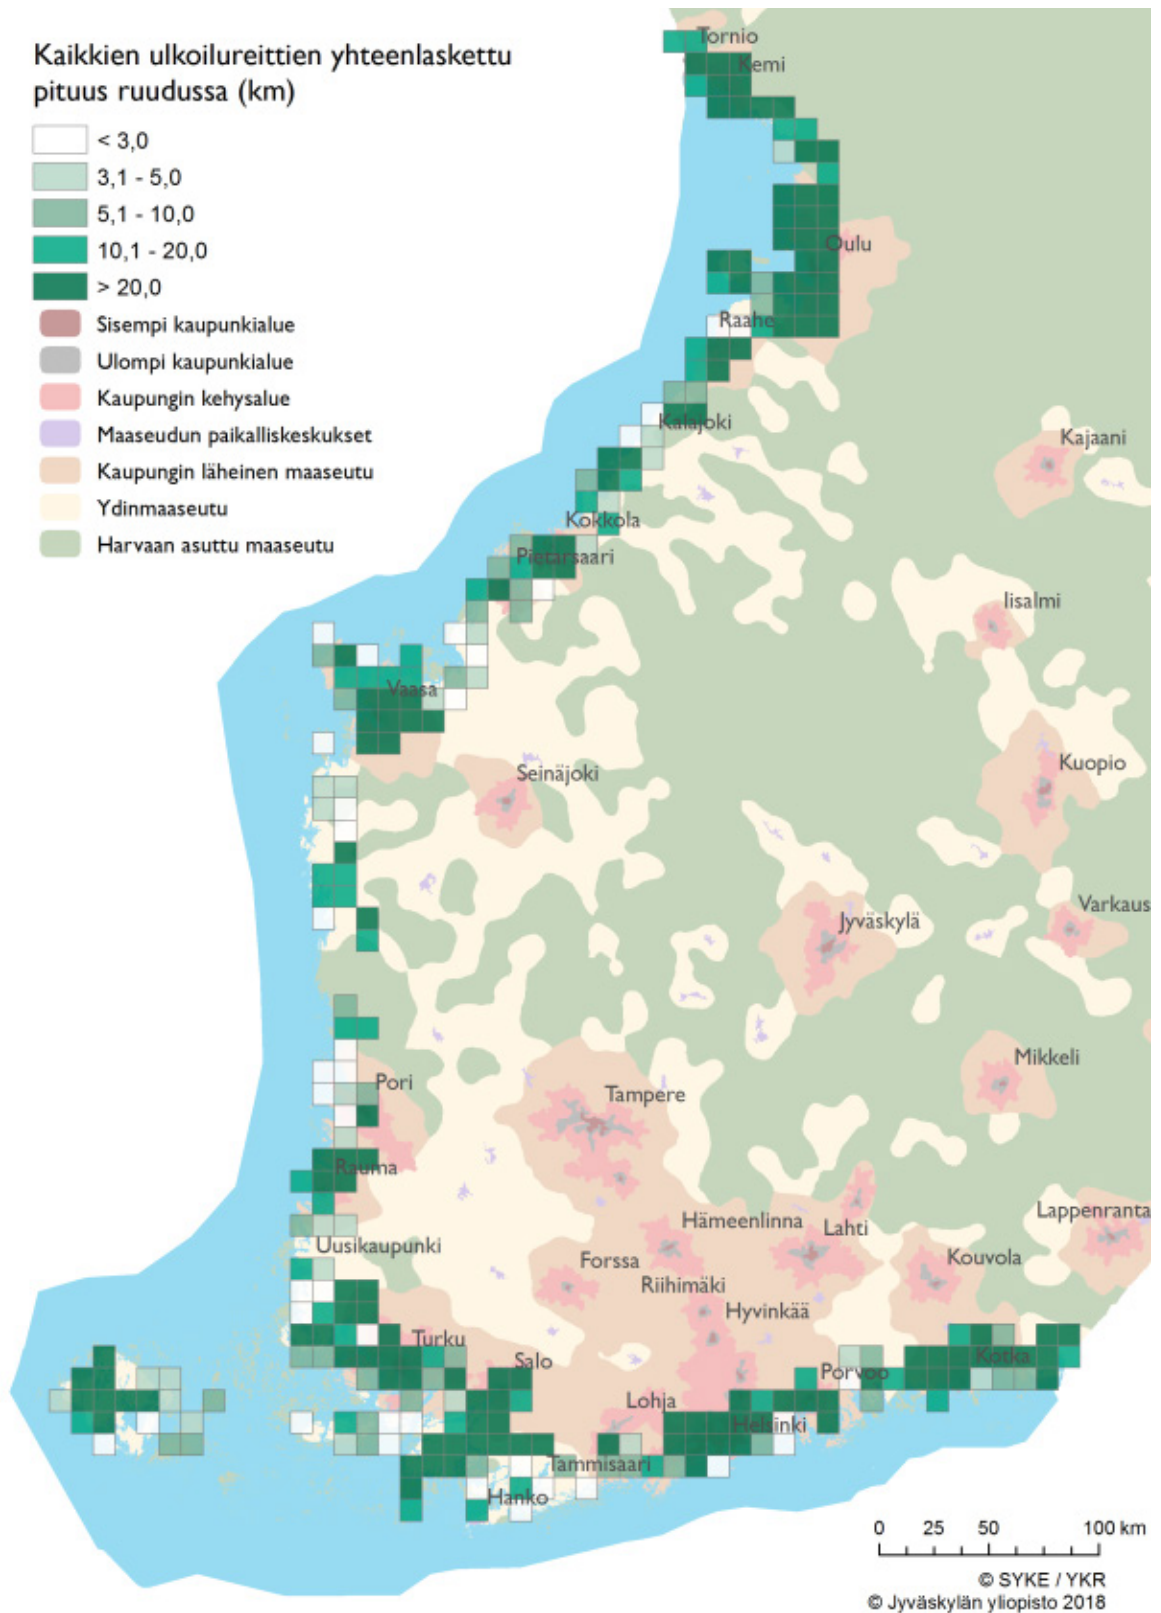 Kaikkien ulkoilureittien yhteenlaskettu
pituus ruudussa (km)
< 3,0
3,1 - 5,0
5,1 - 10,0
10,1 - 20,0
> 20,0
Sisempi kaupunkialue
Ulompi kaupunkialue
Kaupungin kehysalue
Maaseudun paikalliskeskukset
Kaupungin läheinen maaseutu
Ydinmaaseutu
Harvaan asuttu maaseutu
Tornio
Kemi
Oulu
Raahe
Kalajoki
Kajaani
Kokkola
Pietarsaari
Iisalmi
Vaasa
Seinäjoki
Kuopio
Jyväskylä
Varkaus
Mikkeli
Pori
Tampere
Rauma
Hämeenlinna
Lahti
Lappenranta
Uusikaupunki
Forssa
Kouvola
Riihimäki
Hyvinkää
Turku
Salo
Porvoo
Kotka
Lohja
Helsinki
Tammisaari
Hanko
0 25 50 100 km
© SYKE / YKR
© Jyväskylän yliopisto 2018